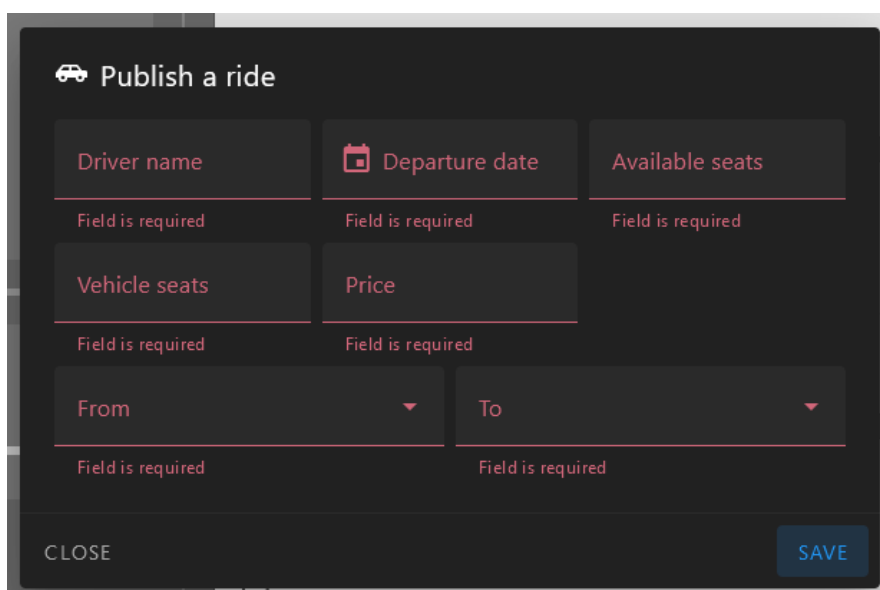 Publish a ride
Driver name
Departure date
Available seats
Field is required
Field is required
Field is required
Vehicle seats
Price
Field is required
Field is required
From
To
Field is required
Field is required
CLOSE
SAVE